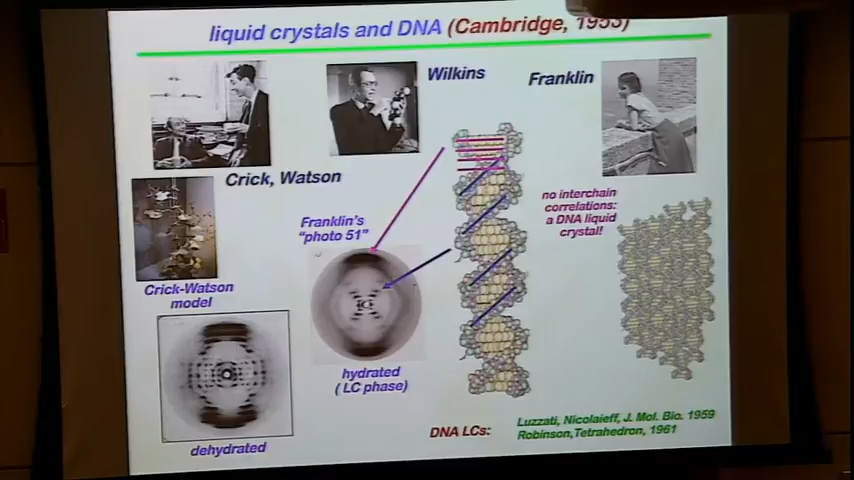 liquid crystals and DNA (Cambridge, 1953)
Wilkins
Franklin
Crick, Watson
no interchain
correlations:
a DNA liquid
crystal!
Franklin's
"photo 51"
Crick-Watson
model
hydrated
( LC phase)
dehydrated
DNA LCs:
Luzzati, Nicolaieff, J. Mol. Bio. 1959
Robinson,Tetrahedron, 1961